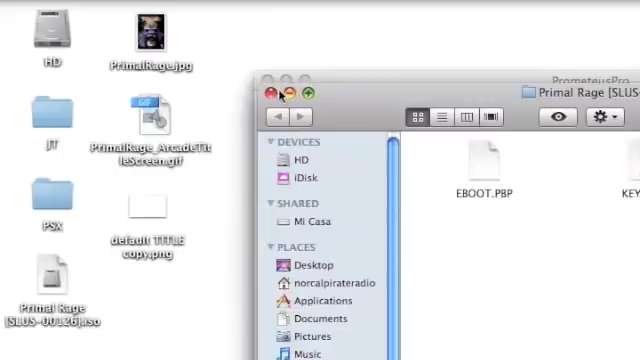 HD
PrimalRage.jpg
JT
GIF
PrimalRage_ArcadeTit
leScreen.gif
PSX
default TITLE
copy.png
Primal Rage
[SLUS-00126].iso
PrometeusPro
Primal Rage [SLUS-
DEVICES
HD
iDisk
SHARED
Mi Casa
PLACES
Desktop
norcalpirateradio
Applications
Documents
Pictures
Music
EBOOT.PBP
KEY